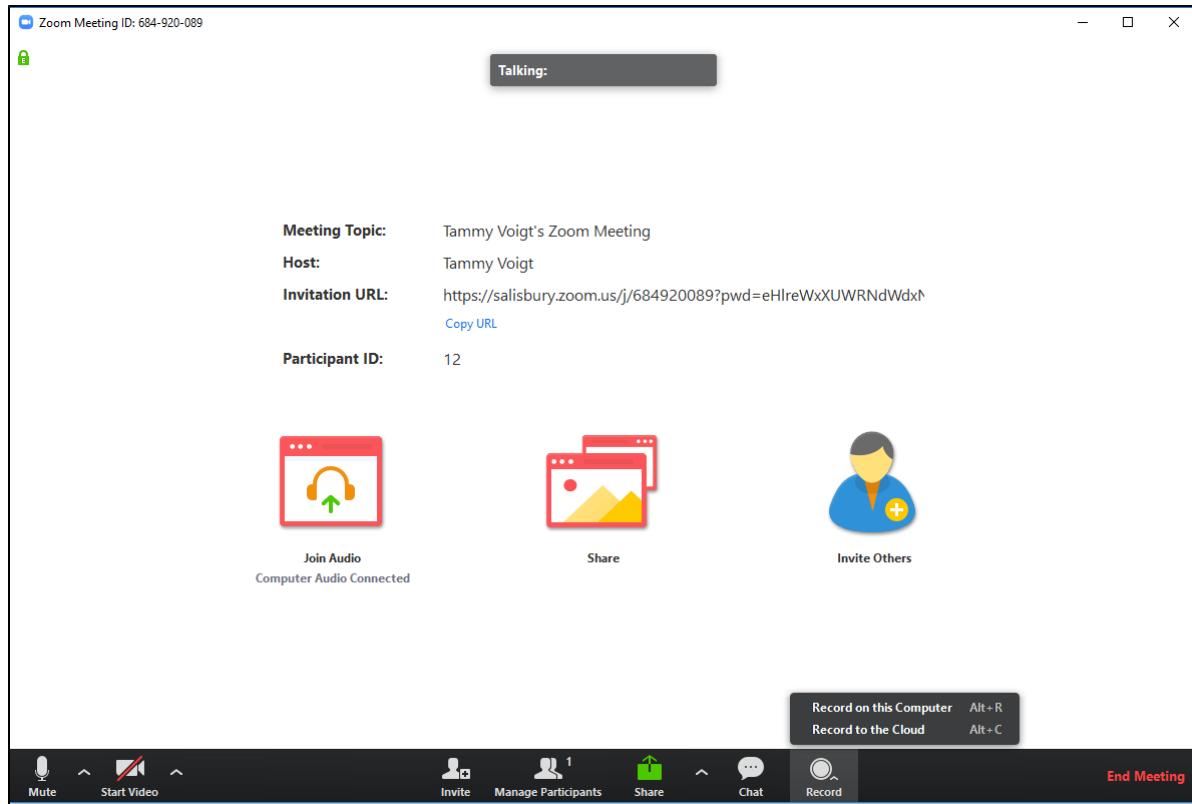 Zoom Meeting ID: 684-920-089
Talking:
Meeting Topic: Tammy Voigt's Zoom Meeting
Host: Tammy Voigt
Invitation URL: https://salisbury.zoom.us/j/684920089?pwd=eHlreWxXUWRNdWdxN
Copy URL
Participant ID: 12
Join Audio Share Invite Others
Computer Audio Connected
Record on this Computer Alt+R
Record to the Cloud Alt+C
1
Mute Start Video Invite Manage Participants Share Chat Record End Meeting